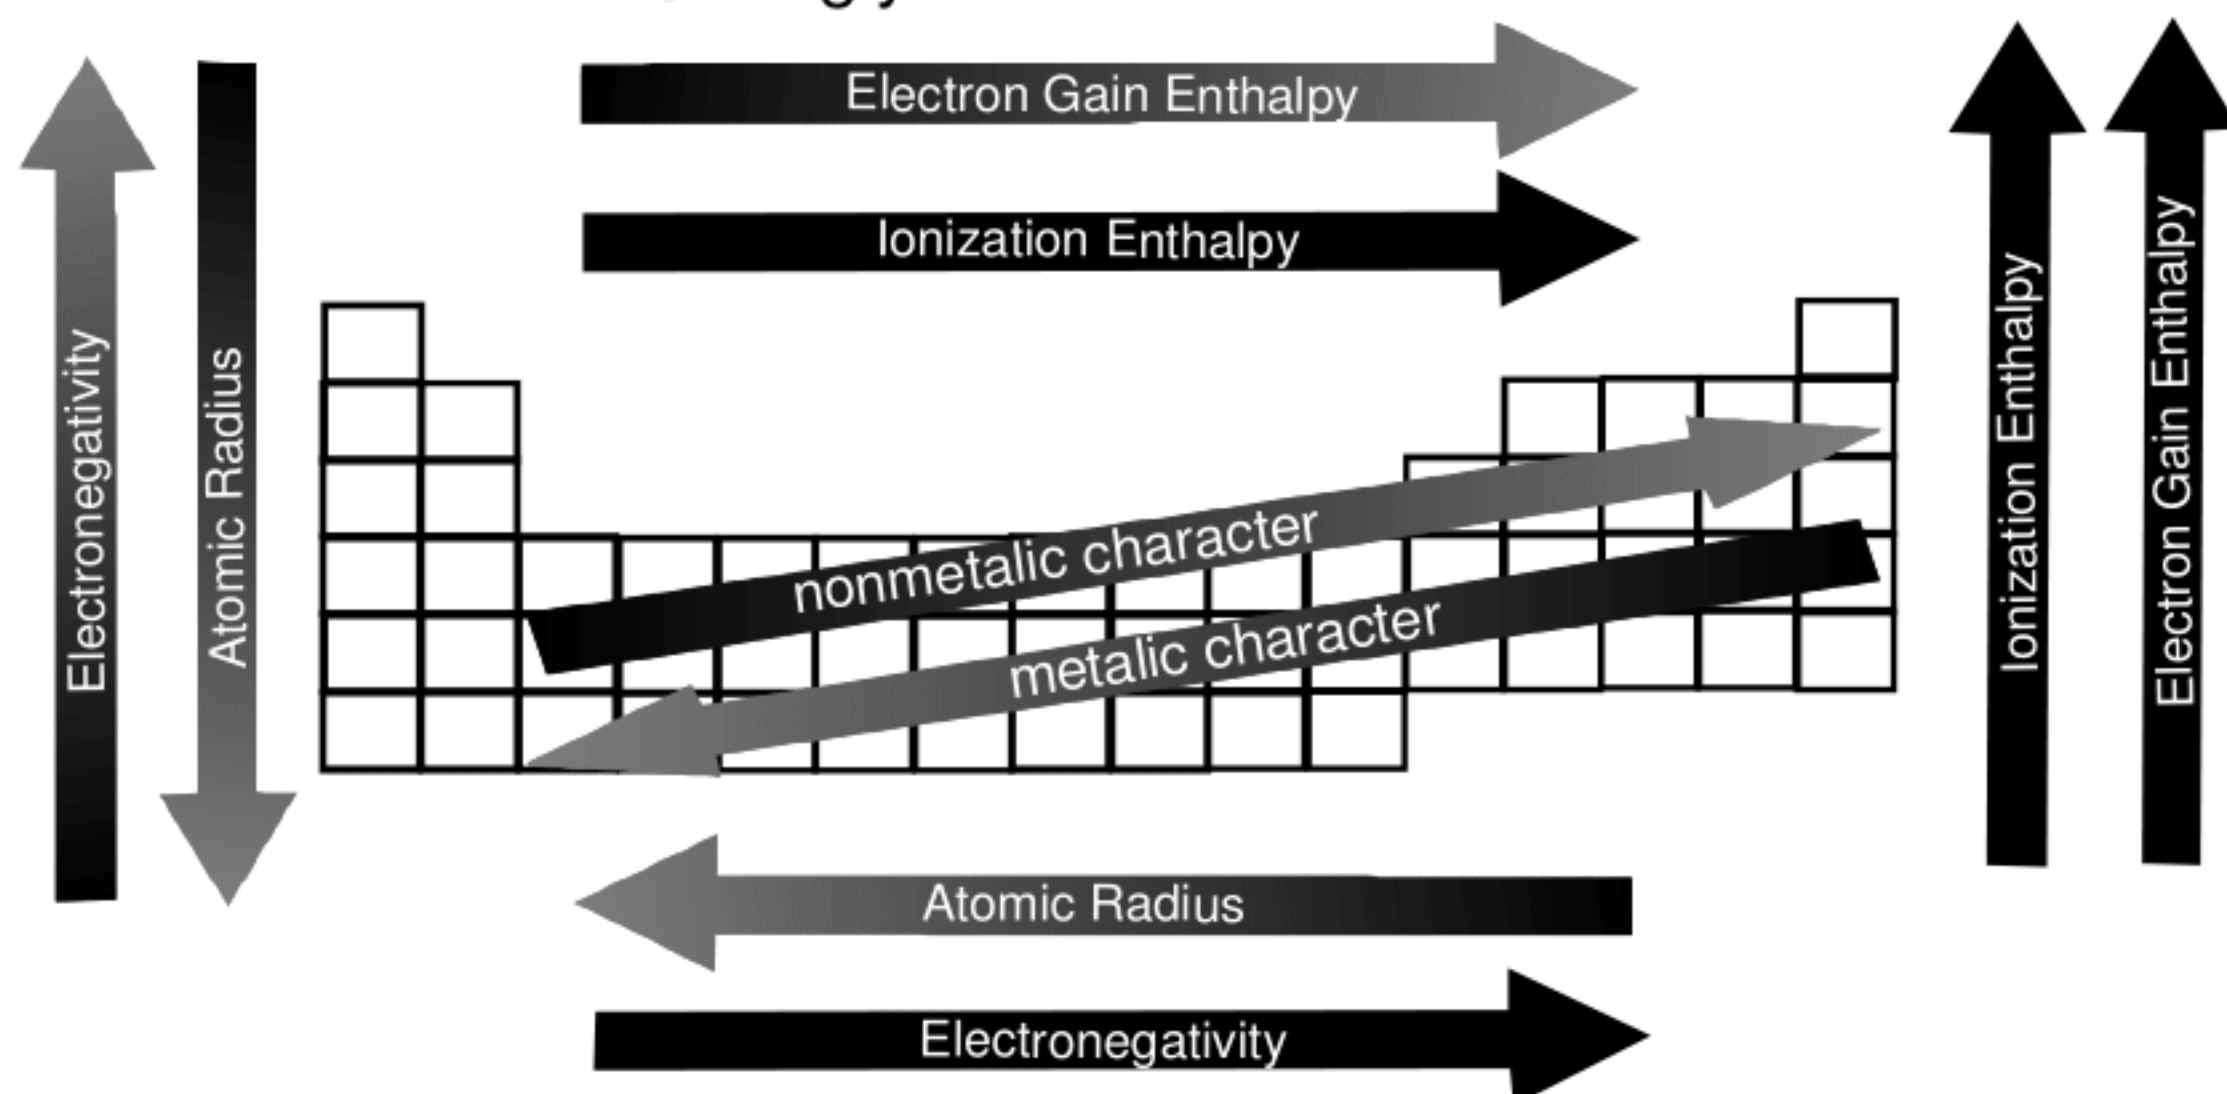 Electron Gain Enthalpy
Ionization Enthalpy
Electronegativity
Atomic Radius
nonmetalic character
metalic character
Ionization Enthalpy
Electron Gain Enthalpy
Atomic Radius
Electronegativity